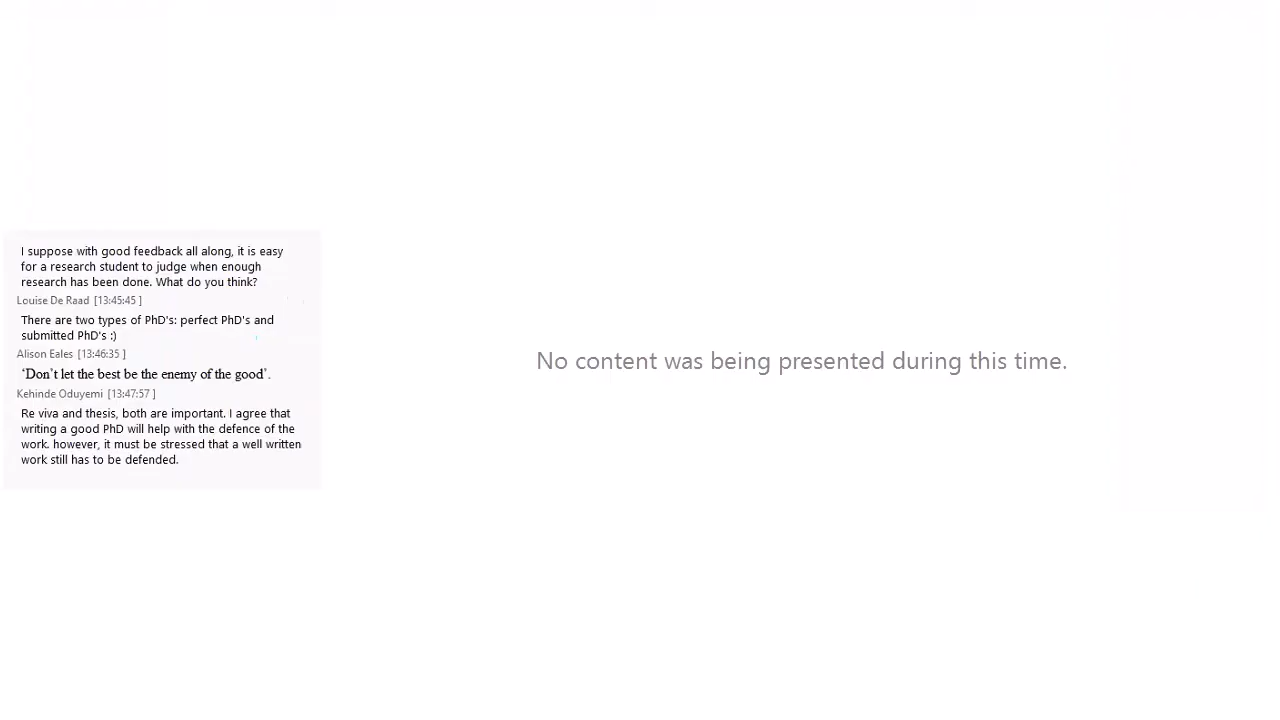 I suppose with good feedback all along, it is easy
for a research student to judge when enough
research has been done. What do you think?
Louise De Raad [13:45:45 ]
There are two types of PhD's: perfect PhD's and
submitted PhD's :)
Alison Eales [13:46:35 ]
‘Don’t let the best be the enemy of the good’.
Kehinde Oduyemi [13:47:57 ]
Re viva and thesis, both are important. I agree that
writing a good PhD will help with the defence of the
work. however, it must be stressed that a well written
work still has to be defended.
No content was being presented during this time.